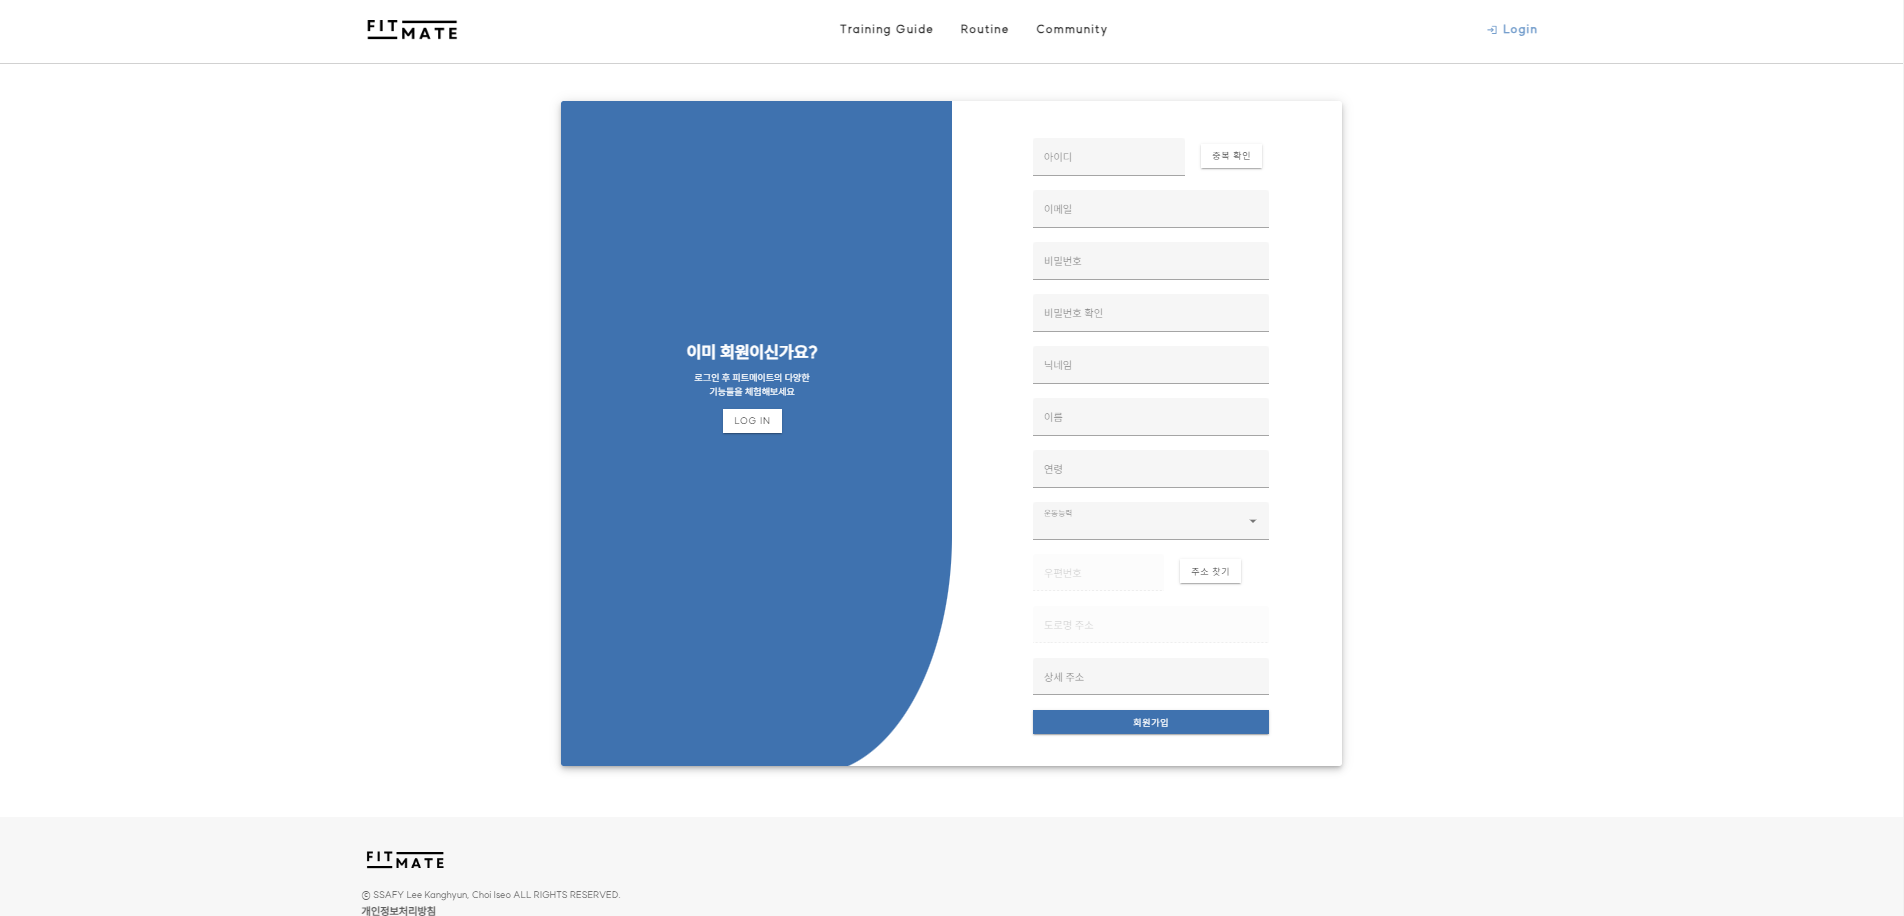 FIT MATE
Training Guide Routine Community
Login
이미 회원이신가요?
로그인 후 피트메이트의 다양한
기능들을 체험해보세요
LOG IN
아이디 중복 확인
이메일
비밀번호
비밀번호 확인
닉네임
이름
연령
운동능력
우편번호 주소 찾기
도로명 주소
상세 주소
회원가입
FIT MATE
© SSAFY Lee Kanghyun, Choi Iseo ALL RIGHTS RESERVED.
개인정보처리방침